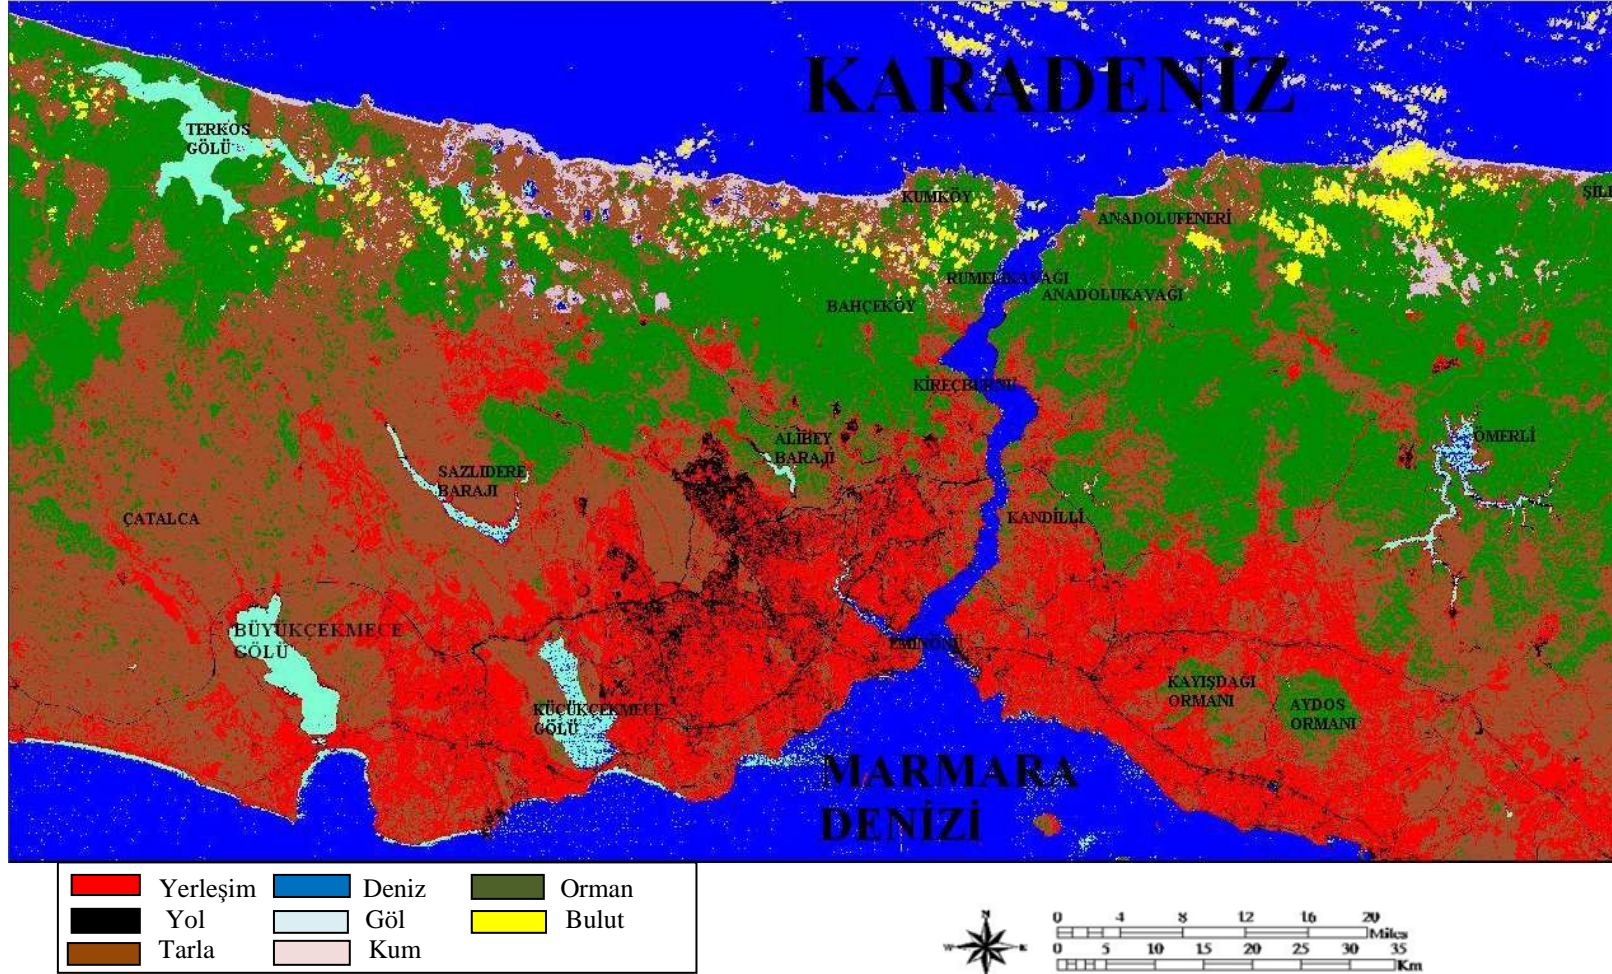 KARADENİZ
TERKOS
GÖLÜ
KUMKÖY
ANADOLUFENERİ
RUMELİKAVAĞI
ANADOLUKAVAĞI
BAHÇEKÖY
KİREÇBURNU
ALİBEY
BARAJI
SAZLIDERE
BARAJI
ÖMERLİ
ÇATALCA
KANDİLLİ
BÜYÜKÇEKMECE
GÖLÜ
EMİNÖNÜ
KÜÇÜKÇEKMECE
GÖLÜ
KAYIŞDAĞI
ORMANI
AYDOS
ORMANI
MARMARA
DENİZİ
Yerleşim Deniz Orman
Yol Göl Bulut
Tarla Kum
N
W E
0 4 8 12 16 20
Miles
0 5 10 15 20 25 30 35
Km